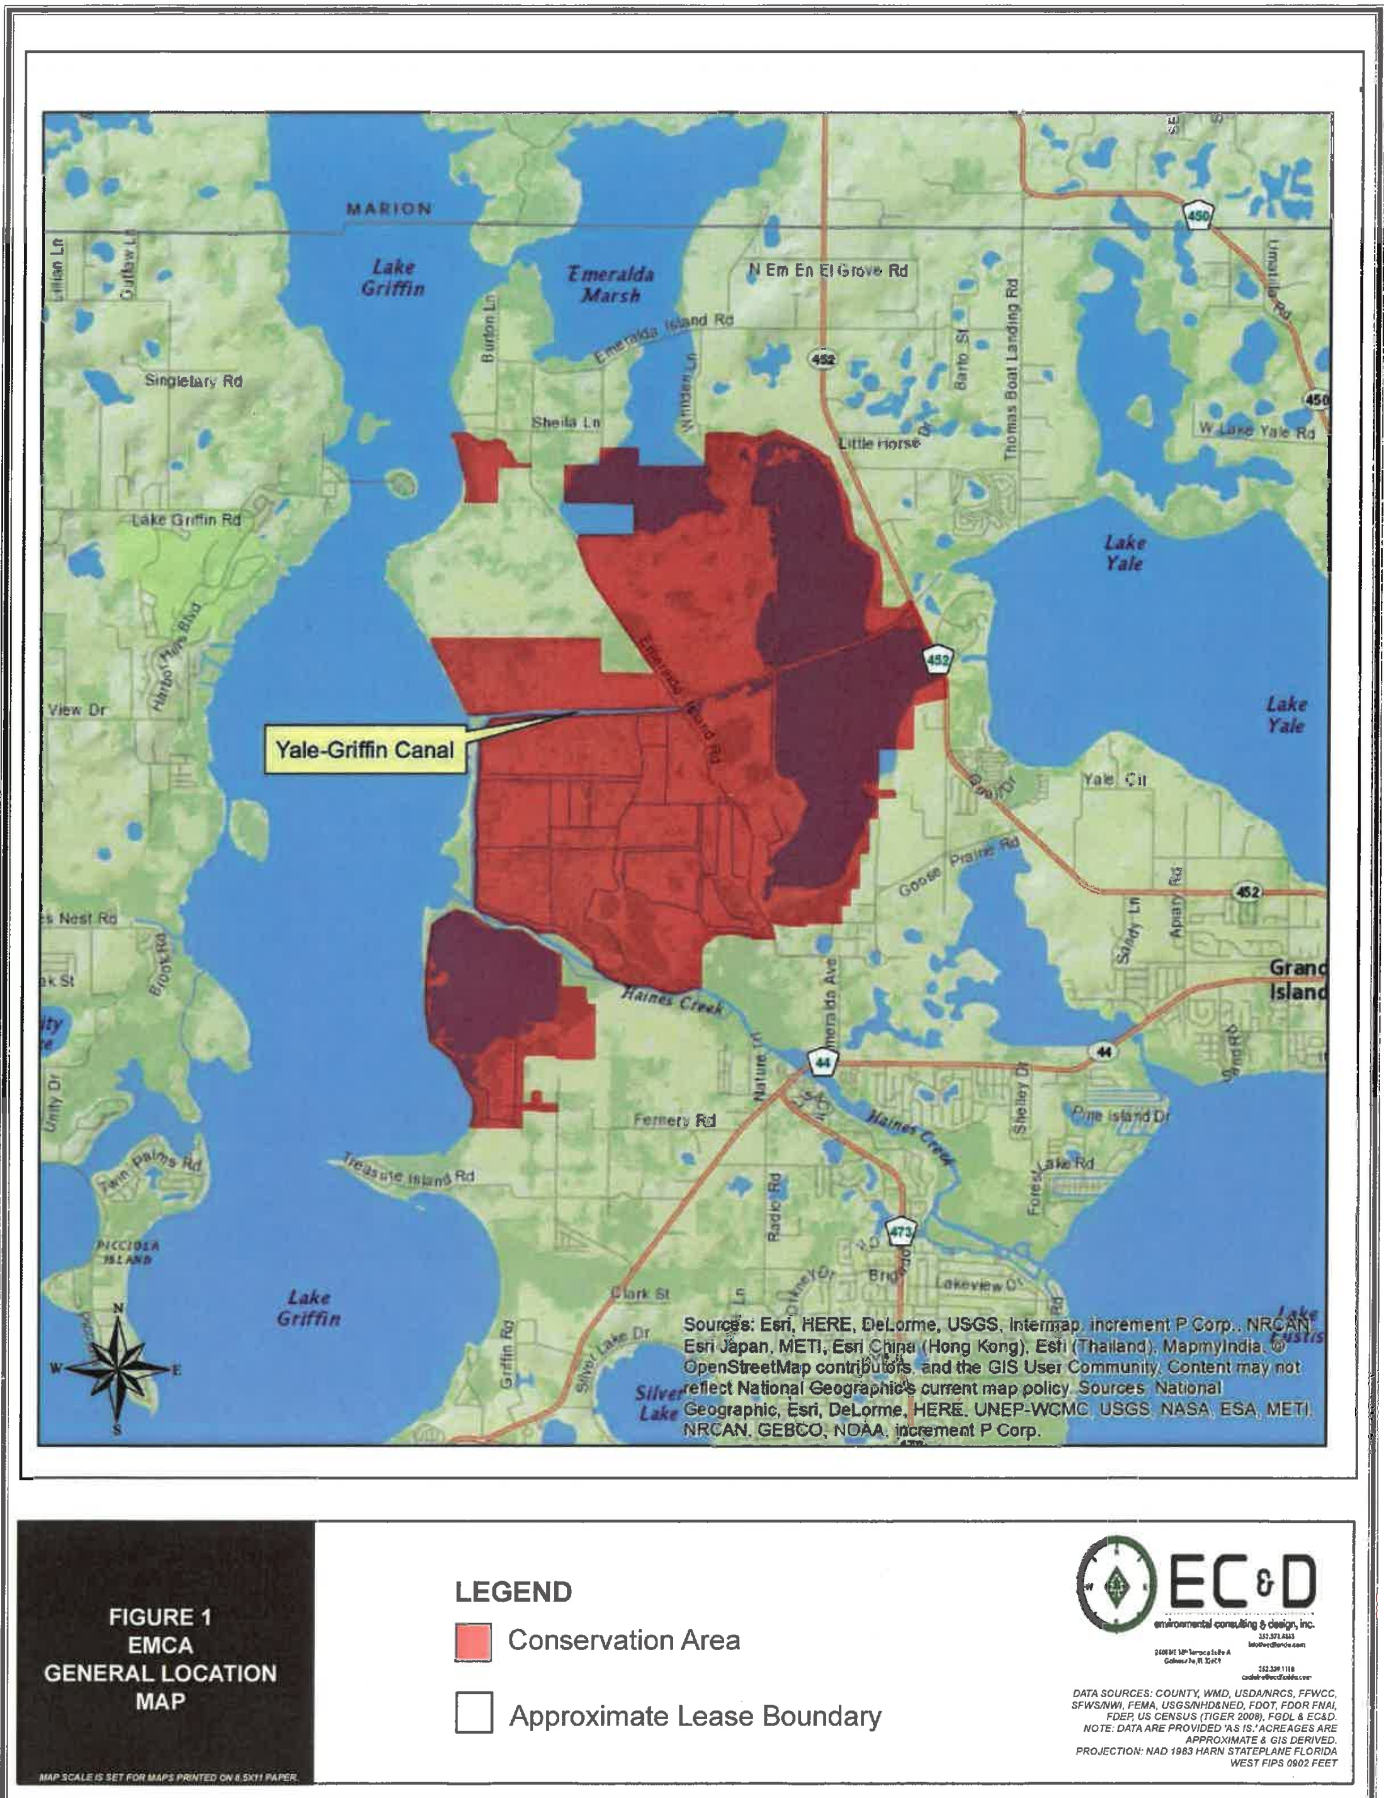 MARION
Lake
Griffin
Emeralda
Marsh
N Em En El Grove Rd
450
Umatilla Rd
Lillian Ln
Outlaw Ln
Burton Ln
Emeralda Island Rd
452
Barto St
Thomas Boat Landing Rd
Singletary Rd
Sheila Ln
Little Horse Dr
450
W Lake Yale Rd
Lake Griffin Rd
Lake
Yale
Harbor Hills Blvd
Emeralda Island Rd
452
View Dr
Lake
Yale
Yale-Griffin Canal
Quail Dr
Yale Cir
Goose Prairie Rd
452
Apiary Rd
Sandy Ln
es Nest Rd
Brook Rd
ak St
Haines Creek
Emeralda Ave
Grand
Island
Nature Ln
44
44
Unity Dr
Fernery Rd
Haines Creek
Shelley Dr
Pine Island Dr
Twin Palms Rd
Treasure Island Rd
Lake Rd
Forest
Radio Rd
473
PICCIOLA
ISLAND
Lakeview Dr
Clark St
Lake
Griffin
N
W
E
S
Griffin Rd
Silver Lake Dr
Silver
Lake
Lake
Eustis
Sources: Esri, HERE, DeLorme, USGS, Intermap, increment P Corp., NRCAN,
Esri Japan, METI, Esri China (Hong Kong), Esri (Thailand), MapmyIndia, ©
OpenStreetMap contributors, and the GIS User Community, Content may not
reflect National Geographic's current map policy. Sources: National
Geographic, Esri, DeLorme, HERE, UNEP-WCMC, USGS, NASA, ESA, METI,
NRCAN, GEBCO, NOAA, increment P Corp.
FIGURE 1
EMCA
GENERAL LOCATION
MAP
MAP SCALE IS SET FOR MAPS PRINTED ON 8.5X11 PAPER.
LEGEND
Conservation Area
Approximate Lease Boundary
EC&D
environmental consulting & design, inc.
DATA SOURCES: COUNTY, WMD, USDA/NRCS, FFWCC,
SFWS/NWI, FEMA, USGS/NHD&NED, FDOT, FDOR FNAI,
FDEP, US CENSUS (TIGER 2008), FGDL & EC&D.
NOTE: DATA ARE PROVIDED 'AS IS.' ACREAGES ARE
APPROXIMATE & GIS DERIVED.
PROJECTION: NAD 1983 HARN STATEPLANE FLORIDA
WEST FIPS 0902 FEET